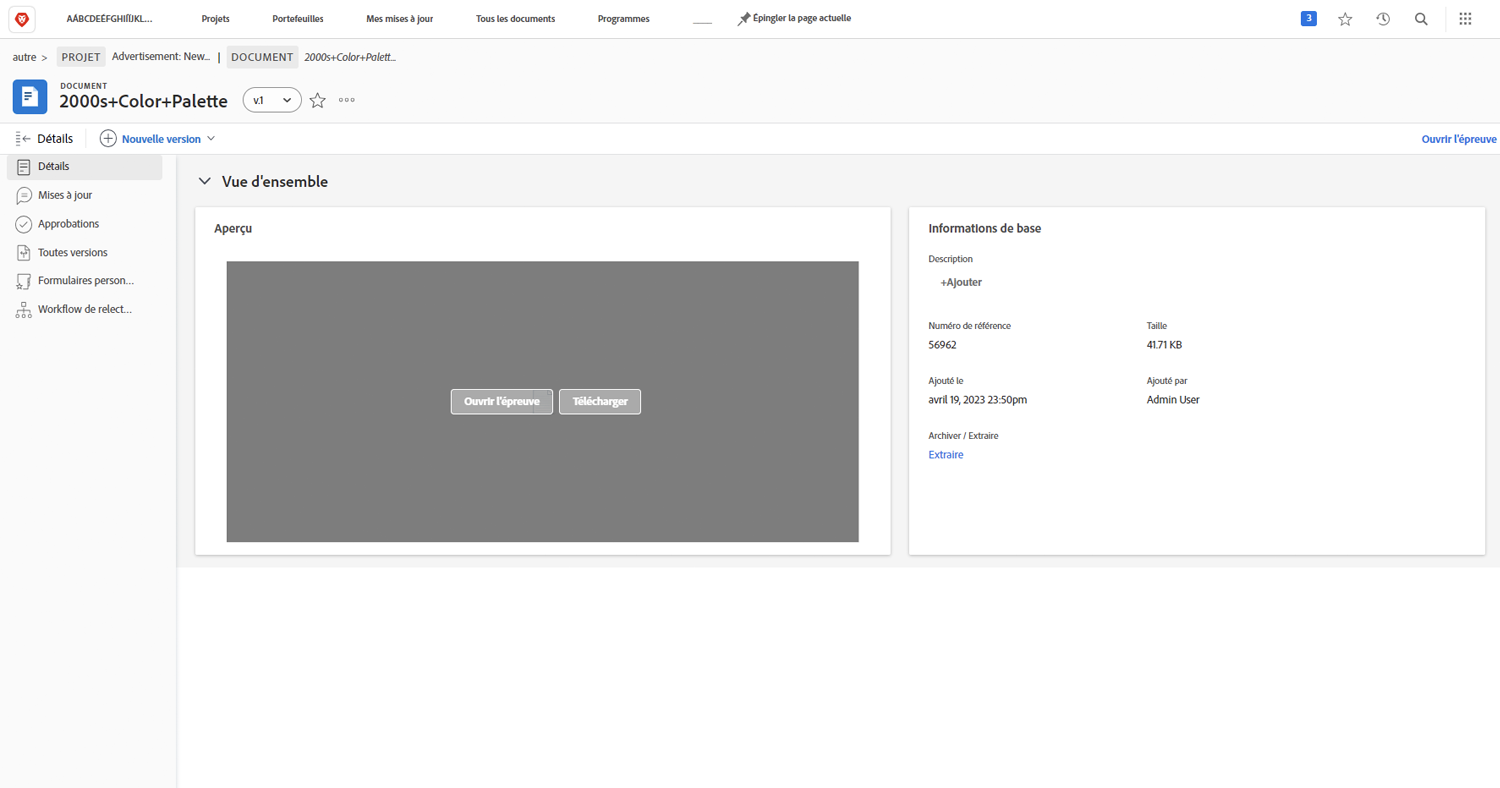 AÁBCDEÉFGHIÍÏJKL... Projets Portefeuilles Mes mises à jour Tous les documents Programmes Épingler la page actuelle 3
autre > PROJET Advertisement: New... | DOCUMENT 2000s+Color+Palett...
DOCUMENT
2000s+Color+Palette v.1
Détails Nouvelle version Ouvrir l'épreuve
Détails
Mises à jour
Approbations
Toutes versions
Formulaires person...
Workflow de relect...
Vue d'ensemble
Aperçu
Ouvrir l'épreuve Télécharger
Informations de base
Description
+Ajouter
Numéro de référence Taille
56962 41.71 KB
Ajouté le Ajouté par
avril 19, 2023 23:50pm Admin User
Archiver / Extraire
Extraire